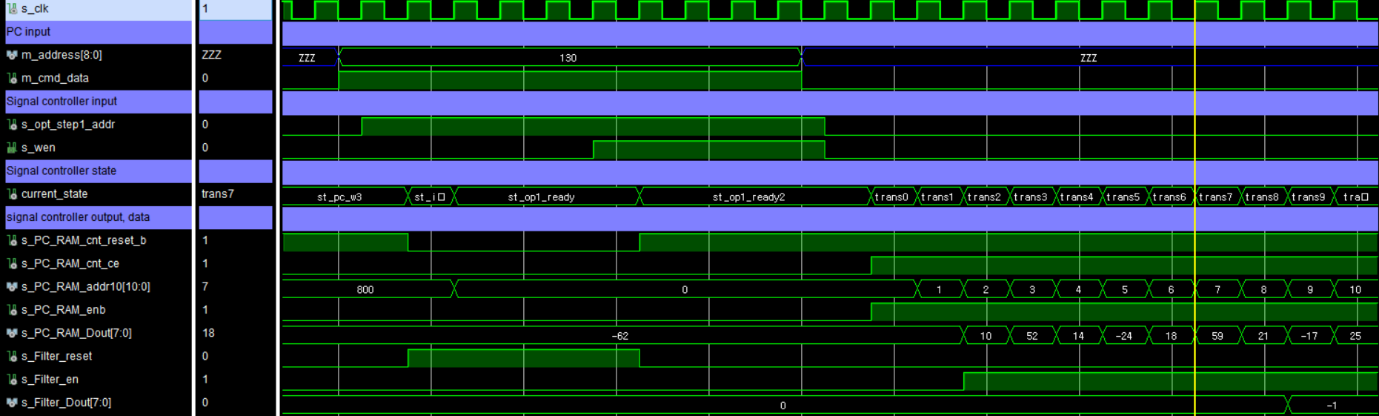 s_clk 1
PC input
m_address[8:0] ZZZ ZZZ 130 ZZZ
m_cmd_data 0
Signal controller input
s_opt_step1_addr 0
s_wen 0
Signal controller state
current_state trans7 st_pc_w3 st_i□ st_op1_ready st_op1_ready2 trans0 trans1 trans2 trans3 trans4 trans5 trans6 trans7 trans8 trans9 tra□
signal controller output, data
s_PC_RAM_cnt_reset_b 1
s_PC_RAM_cnt_ce 1
s_PC_RAM_addr10[10:0] 7 800 0 1 2 3 4 5 6 7 8 9 10
s_PC_RAM_enb 1
s_PC_RAM_Dout[7:0] 18 -62 10 52 14 -24 18 59 21 -17 25
s_Filter_reset 0
s_Filter_en 1
s_Filter_Dout[7:0] 0 0 -1